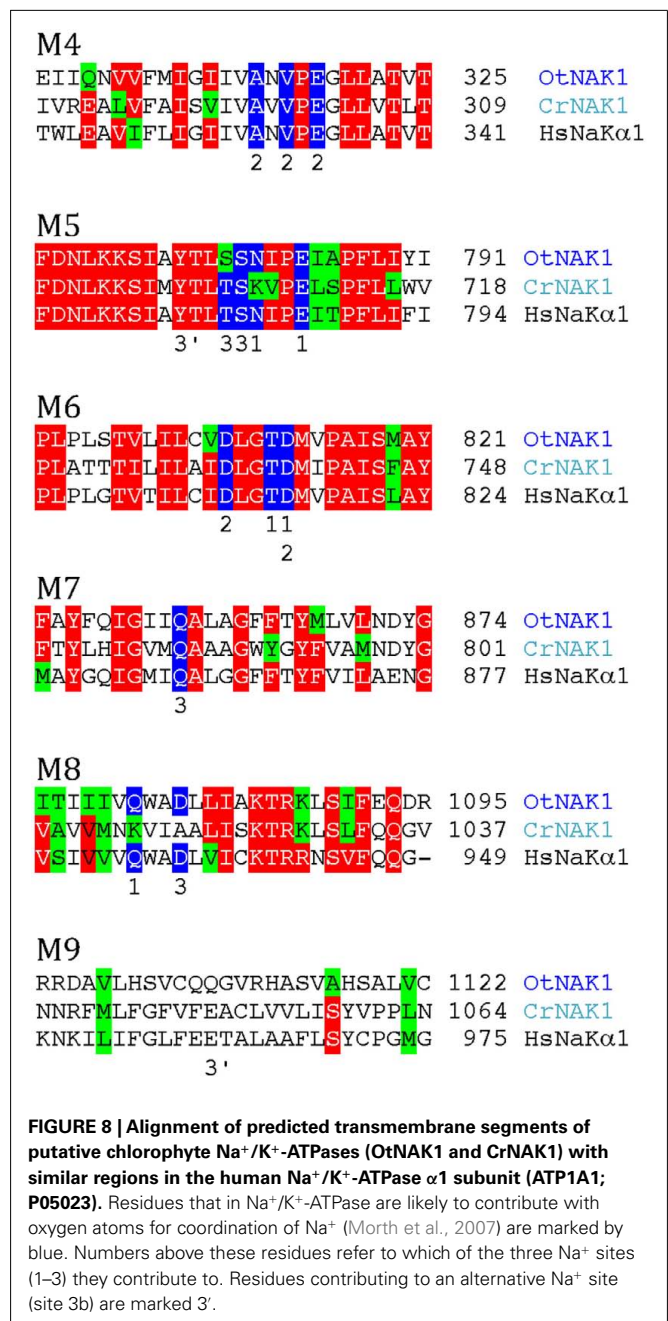 M4
EIIQNVVFMIGIIVANVPEGLLATVT 325 OtNAK1
IVREALVFAISVIVAVVPEGLLVTLT 309 CrNAK1
TWLEAVIFLIGIIVANVPEGLLATVT 341 HsNaKα1
2 2 2
M5
FDNLKKSIAYTLSSNIPEIAPFLIYI 791 OtNAK1
FDNLKKSIMYTLTSKVPELSPFLLWV 718 CrNAK1
FDNLKKSIAYTLTSNIPEITPFLIFI 794 HsNaKα1
3' 331 1
M6
PLPLSTVLILCVDLGTDMVPAISMAY 821 OtNAK1
PLATTTILILAIDLGTDMIPAISFAY 748 CrNAK1
PLPLGTVTILCIDLGTDMVPAISLAY 824 HsNaKα1
2 11
2
M7
FAYFQIGIIQALAGFFTYMLVLNDYG 874 OtNAK1
FTYLHIGVMQAAAGWYGYFVAMNDYG 801 CrNAK1
MAYGQIGMIQALGGFFTYFVILAENG 877 HsNaKα1
3
M8
ITIIIVQWADLLIAKTRKLSIFEQDR 1095 OtNAK1
VAVVMNKVIAALISKTRKLSLFQQGV 1037 CrNAK1
VSIVVVQWADLVICKTRRNSVFQQG- 949 HsNaKα1
1 3
M9
RRDAVLHSVCQQGVRHASVAHSALVC 1122 OtNAK1
NNRFMLFGFVFEACLVVLISYVPPLN 1064 CrNAK1
KNKILIFGLFEETALAAFLSYCPGMG 975 HsNaKα1
3'
FIGURE 8 | Alignment of predicted transmembrane segments of
putative chlorophyte Na⁺/K⁺-ATPases (OtNAK1 and CrNAK1) with
similar regions in the human Na⁺/K⁺-ATPase α1 subunit (ATP1A1;
P05023). Residues that in Na⁺/K⁺-ATPase are likely to contribute with
oxygen atoms for coordination of Na⁺ (Morth et al., 2007) are marked by
blue. Numbers above these residues refer to which of the three Na⁺ sites
(1–3) they contribute to. Residues contributing to an alternative Na⁺ site
(site 3b) are marked 3′.